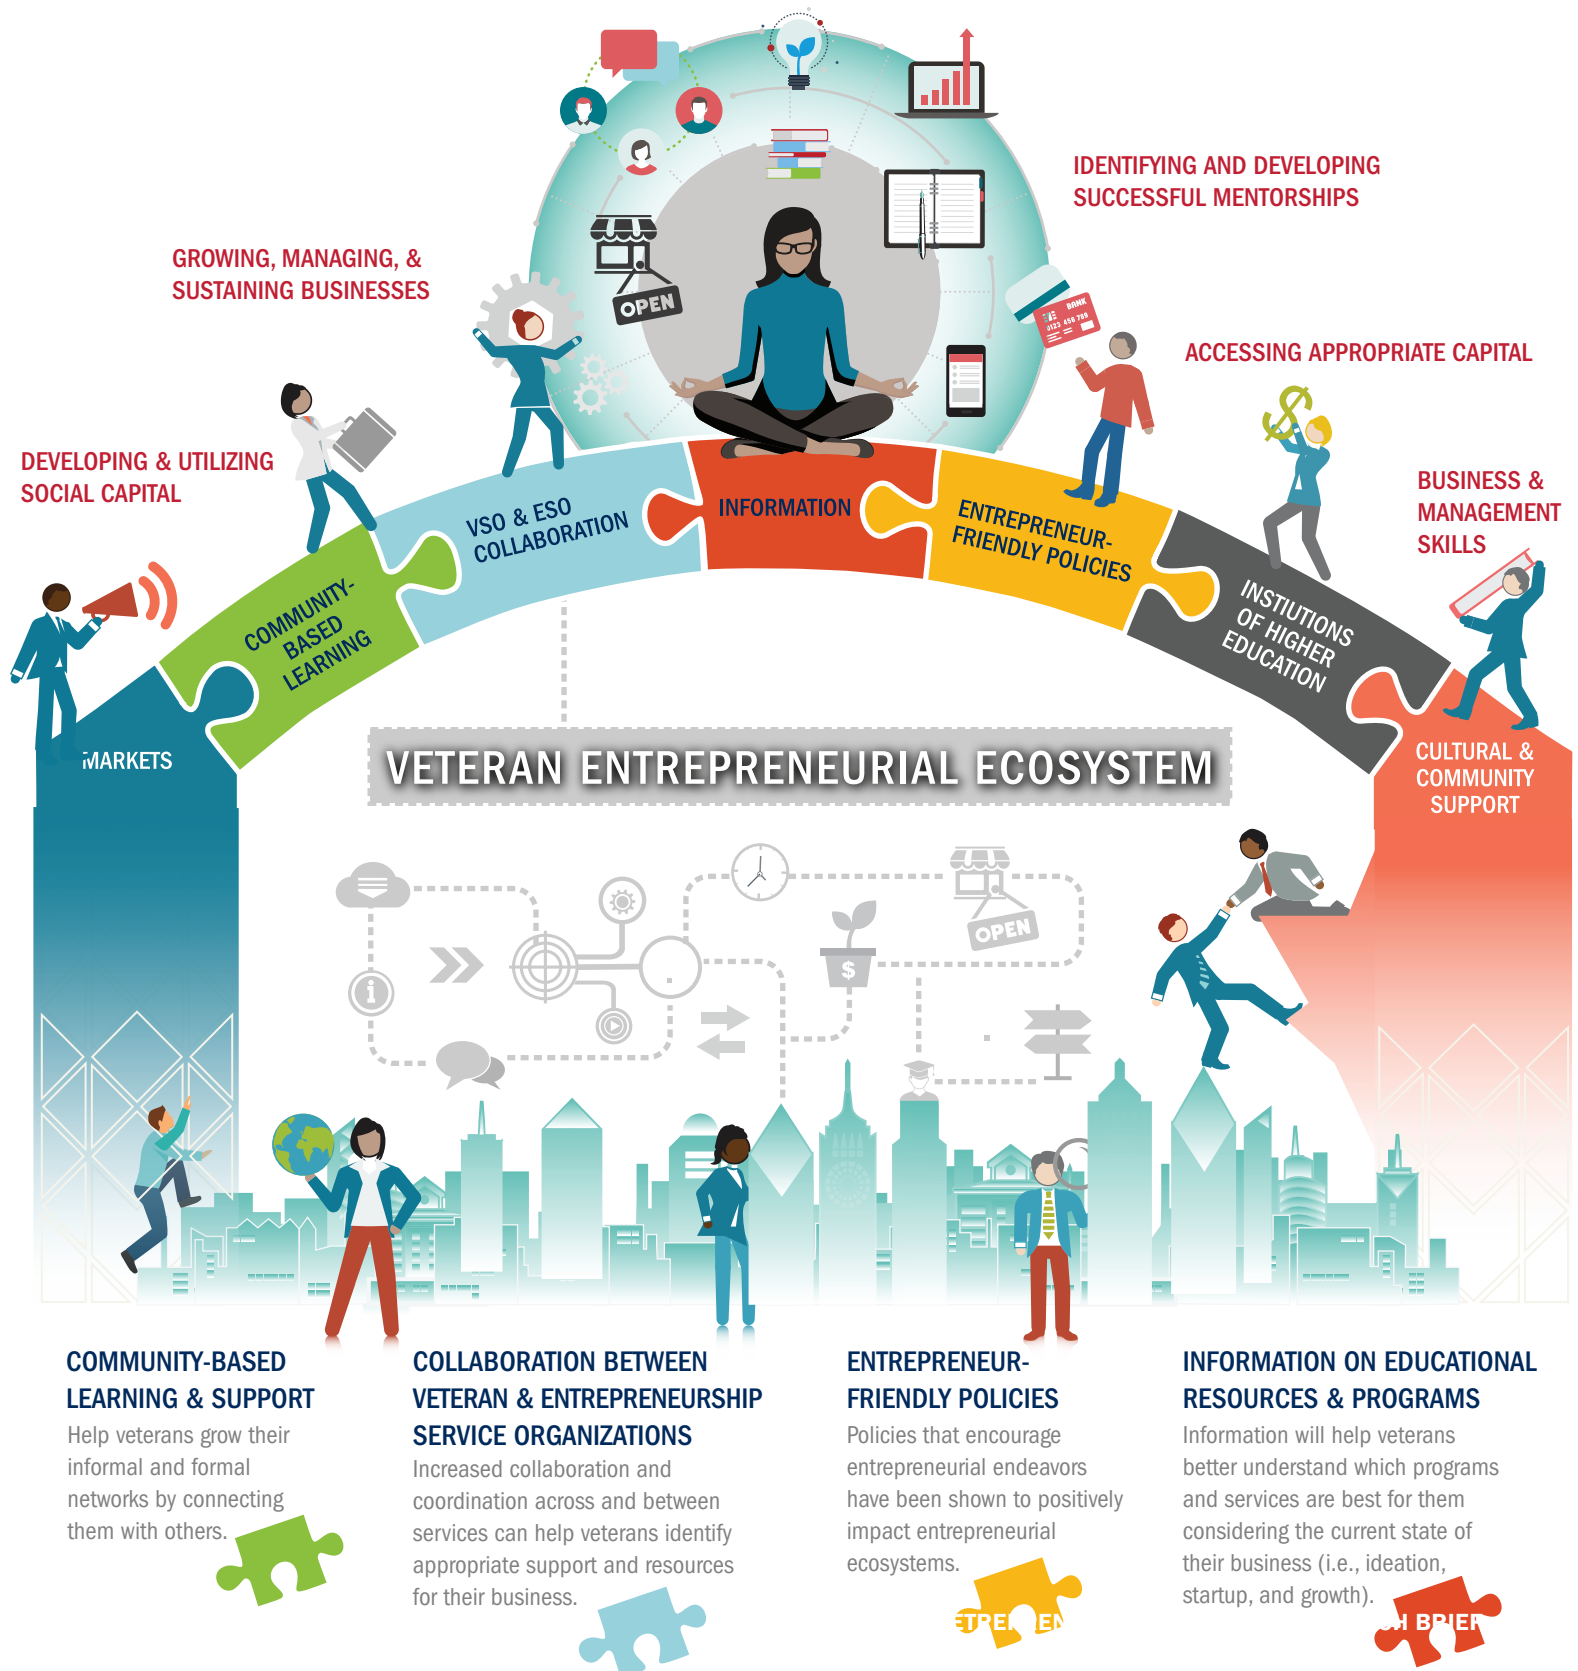 IDENTIFYING AND DEVELOPING
SUCCESSFUL MENTORSHIPS
GROWING, MANAGING, &
SUSTAINING BUSINESSES
OPEN
BANK
0123 456 789
ACCESSING APPROPRIATE CAPITAL
DEVELOPING & UTILIZING
SOCIAL CAPITAL
BUSINESS &
MANAGEMENT
SKILLS
MARKETS
COMMUNITY-
BASED
LEARNING
VSO & ESO
COLLABORATION
INFORMATION
ENTREPRENEUR-
FRIENDLY POLICIES
INSTIUTIONS
OF HIGHER
EDUCATION
CULTURAL &
COMMUNITY
SUPPORT
VETERAN ENTREPRENEURIAL ECOSYSTEM
OPEN
$
i
COMMUNITY-BASED
LEARNING & SUPPORT
Help veterans grow their
informal and formal
networks by connecting
them with others.
COLLABORATION BETWEEN
VETERAN & ENTREPRENEURSHIP
SERVICE ORGANIZATIONS
Increased collaboration and
coordination across and between
services can help veterans identify
appropriate support and resources
for their business.
ENTREPRENEUR-
FRIENDLY POLICIES
Policies that encourage
entrepreneurial endeavors
have been shown to positively
impact entrepreneurial
ecosystems.
INFORMATION ON EDUCATIONAL
RESOURCES & PROGRAMS
Information will help veterans
better understand which programs
and services are best for them
considering the current state of
their business (i.e., ideation,
startup, and growth).
BRIEF